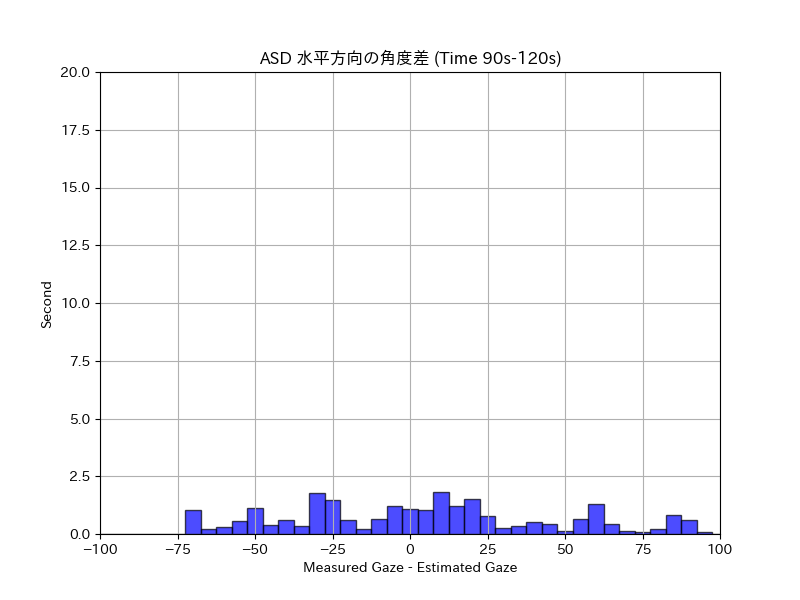 ASD 水平方向の角度差 (Time 90s-120s)
20.0
17.5
15.0
12.5
10.0
7.5
5.0
2.5
0.0
Second
−100 −75 −50 −25 0 25 50 75 100
Measured Gaze - Estimated Gaze